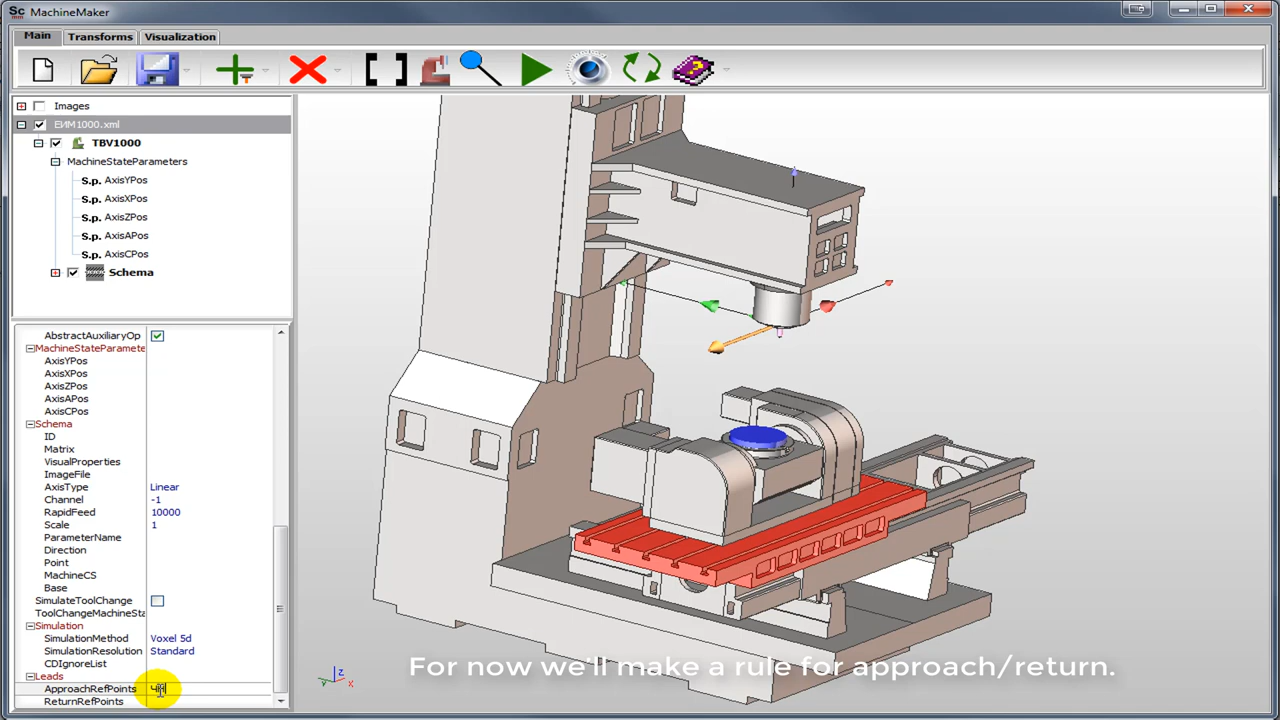 Sc MachineMaker
Main Transforms Visualization
Images
ЕИМ1000.xml
TBV1000
MachineStateParameters
S.p. AxisYPos
S.p. AxisXPos
S.p. AxisZPos
S.p. AxisAPos
S.p. AxisCPos
Schema
AbstractAuxiliaryOp
MachineStateParamete
AxisYPos
AxisXPos
AxisZPos
AxisAPos
AxisCPos
Schema
ID
Matrix
VisualProperties
ImageFile
AxisType Linear
Channel -1
RapidFeed 10000
Scale 1
ParameterName
Direction
Point
MachineCS
Base
SimulateToolChange
ToolChangeMachineSta
Simulation
SimulationMethod Voxel 5d
SimulationResolution Standard
CDIgnoreList
Leads
ApproachRefPoints
ReturnRefPoints
z
Y
x
For now we'll make a rule for approach/return.